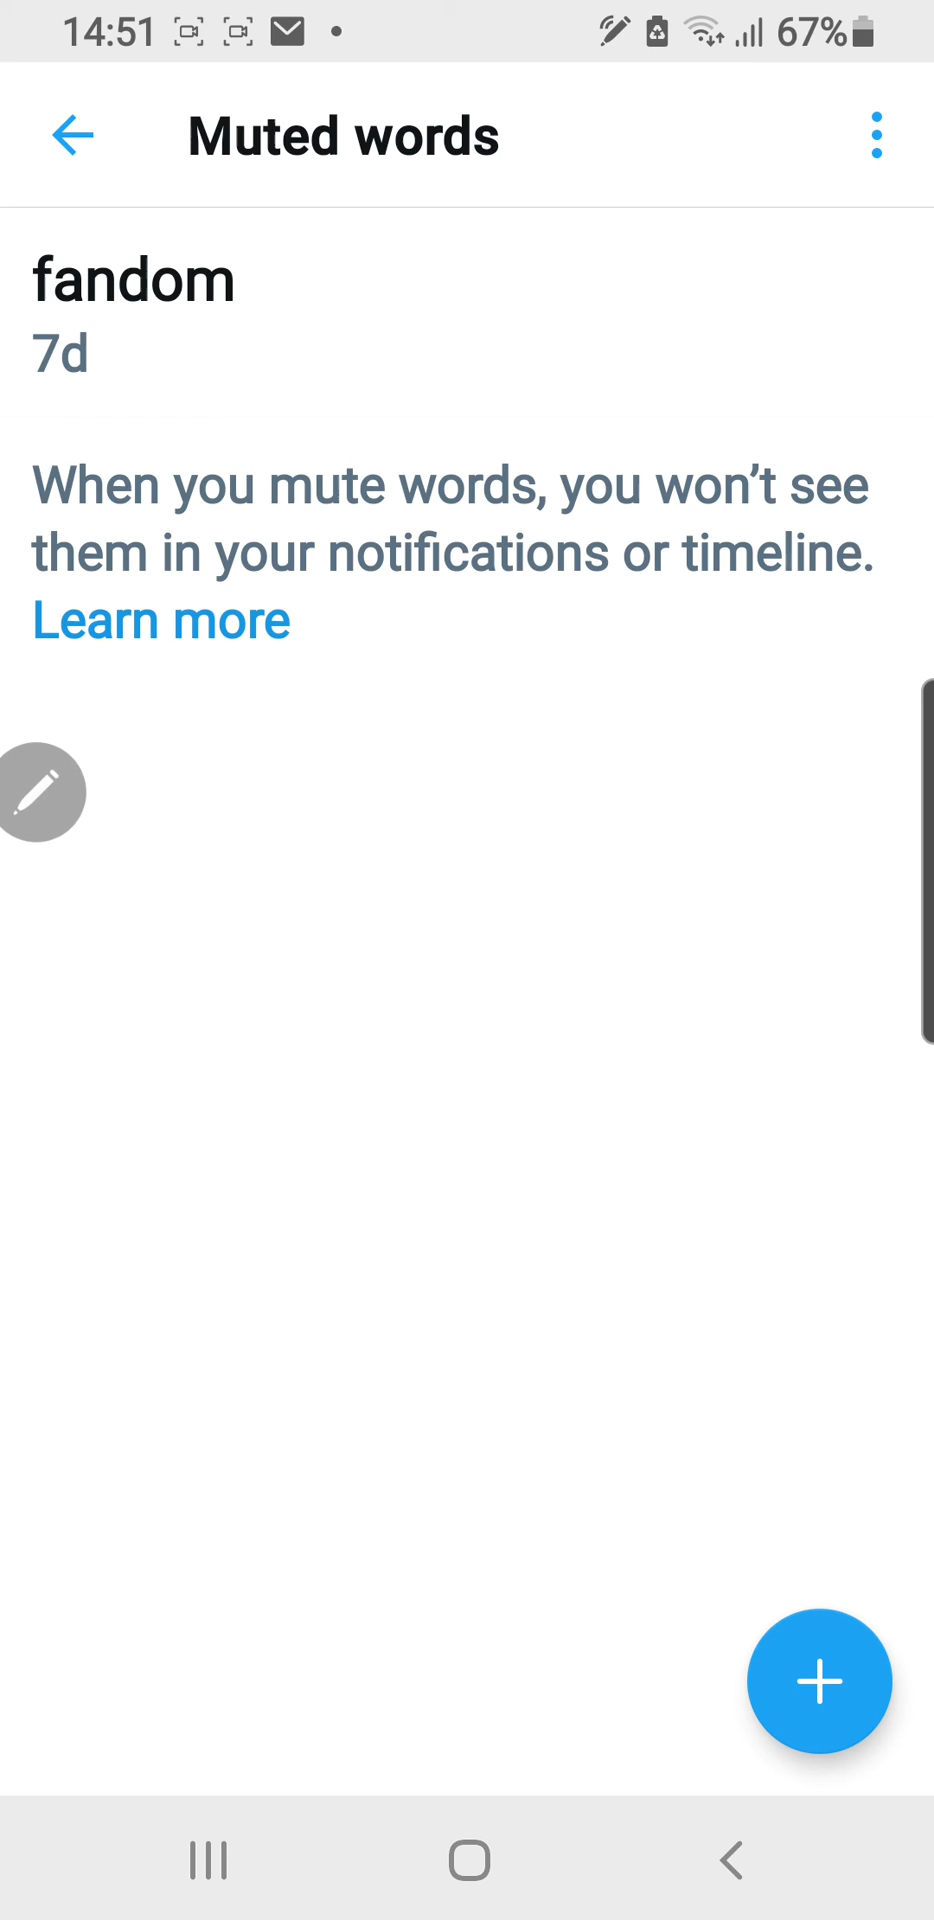 14:51
67%
Muted words
fandom
7d
When you mute words, you won’t see
them in your notifications or timeline.
Learn more